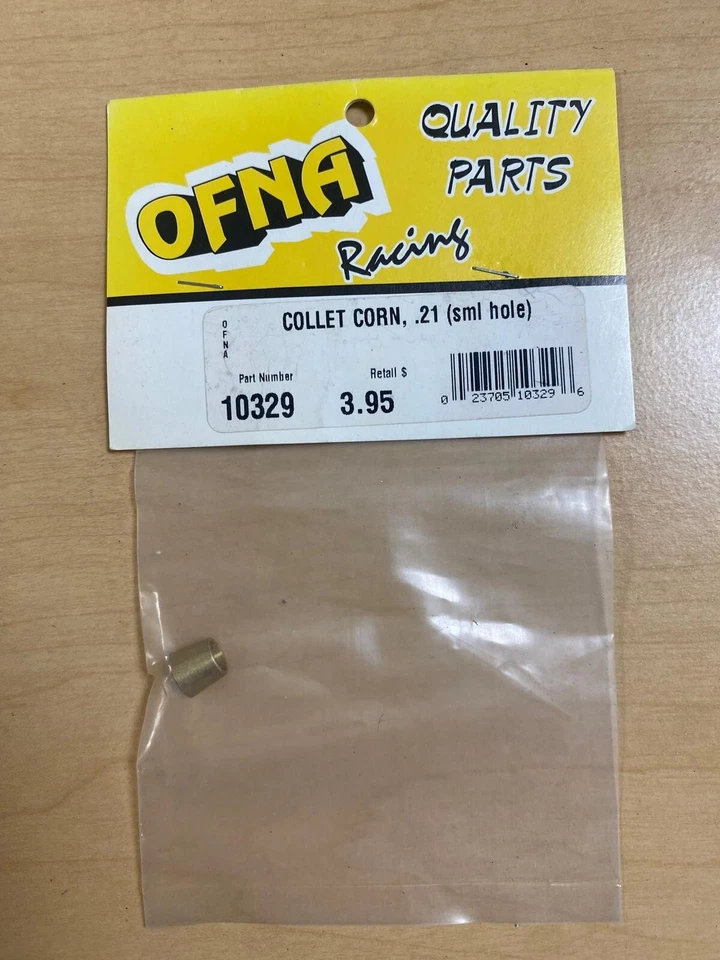 OFNA
Racing
QUALITY
PARTS
OFNA
COLLET CORN, .21 (sml hole)
Part Number
Retail $
10329
3.95
0 23705 10329 6